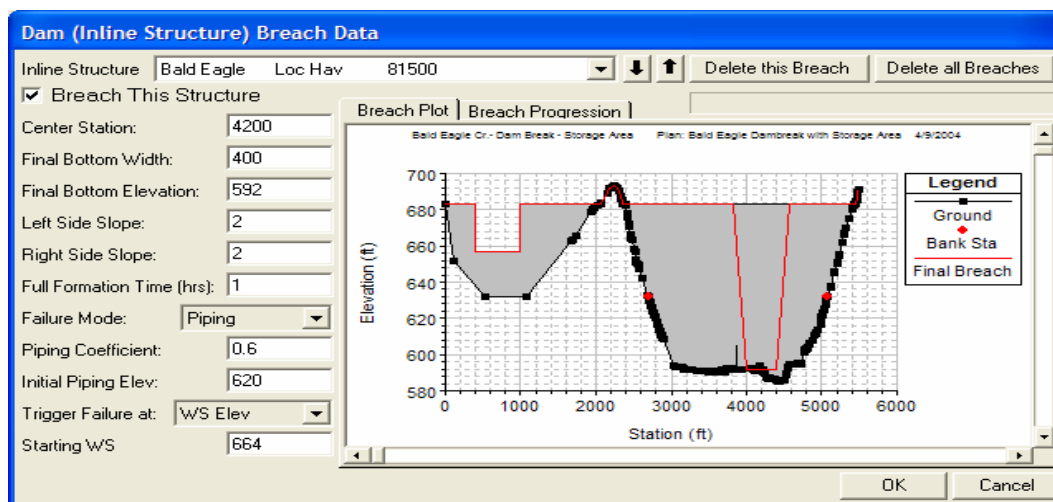 Dam (Inline Structure) Breach Data
Inline Structure Bald Eagle Loc Hav 81500 Delete this Breach Delete all Breaches
Breach This Structure
Center Station: 4200
Final Bottom Width: 400
Final Bottom Elevation: 592
Left Side Slope: 2
Right Side Slope: 2
Full Formation Time (hrs): 1
Failure Mode: Piping
Piping Coefficient: 0.6
Initial Piping Elev: 620
Trigger Failure at: WS Elev
Starting WS 664
Breach Plot Breach Progression
Bald Eagle Cr.- Dam Break - Storage Area Plan: Bald Eagle Dambreak with Storage Area 4/9/2004
Elevation (ft)
700
680
660
640
620
600
580
0 1000 2000 3000 4000 5000 6000
Station (ft)
Legend
Ground
Bank Sta
Final Breach
OK Cancel